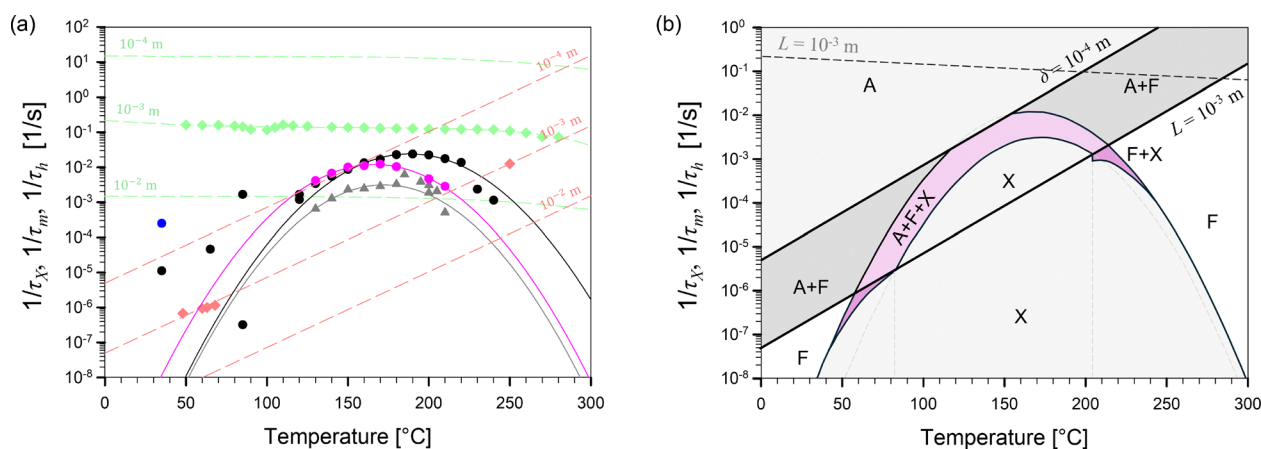 (a)
1/τ_X, 1/τ_m, 1/τ_h [1/s]
10²
10¹
10⁰
10⁻¹
10⁻²
10⁻³
10⁻⁴
10⁻⁵
10⁻⁶
10⁻⁷
10⁻⁸
10⁻⁴ m
10⁻³ m
10⁻² m
10⁻⁴ m
10⁻³ m
10⁻² m
0 50 100 150 200 250 300
Temperature [°C]
(b)
1/τ_X, 1/τ_m, 1/τ_h [1/s]
10⁰
10⁻¹
10⁻²
10⁻³
10⁻⁴
10⁻⁵
10⁻⁶
10⁻⁷
10⁻⁸
L = 10⁻³ m
A
δ = 10⁻⁴ m
A+F
L = 10⁻³ m
F+X
X
A+F+X
F
A+F
X
F
0 50 100 150 200 250 300
Temperature [°C]